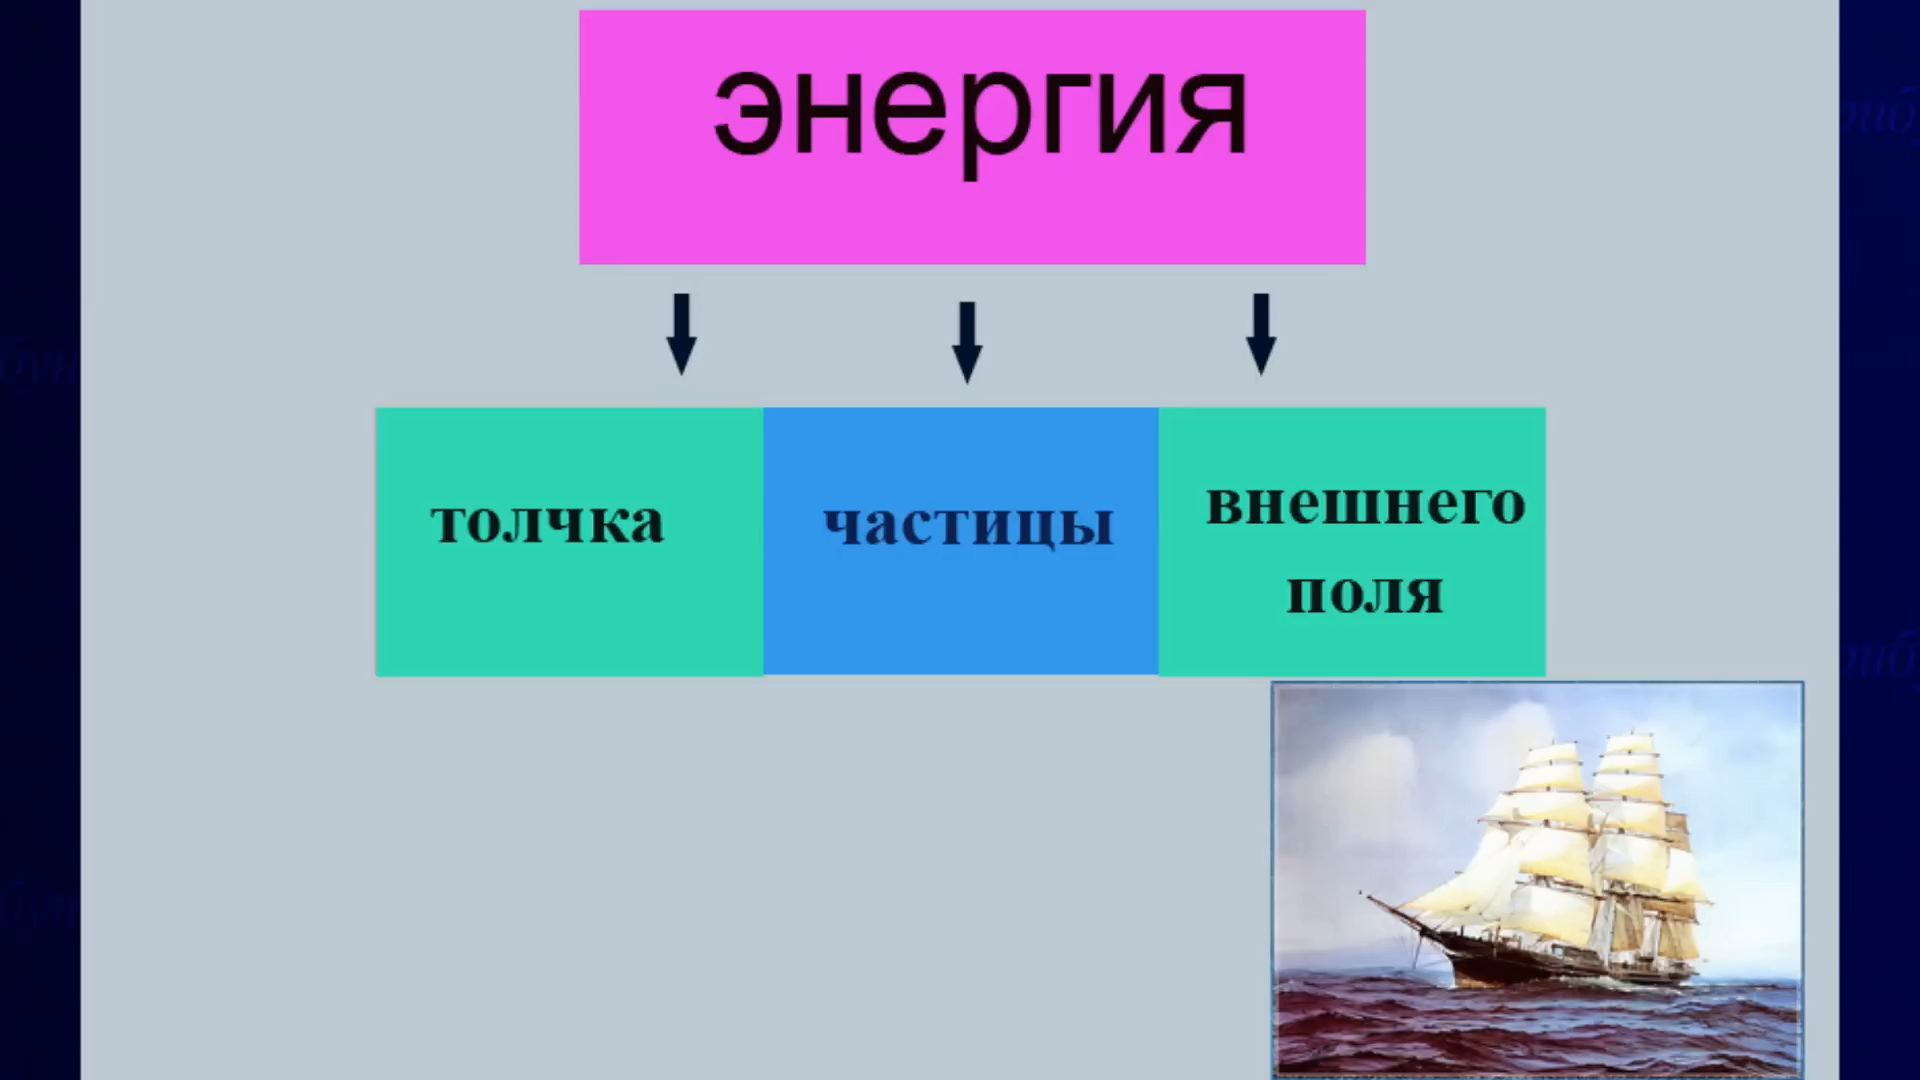 энергия
толчка
частицы
внешнего
поля